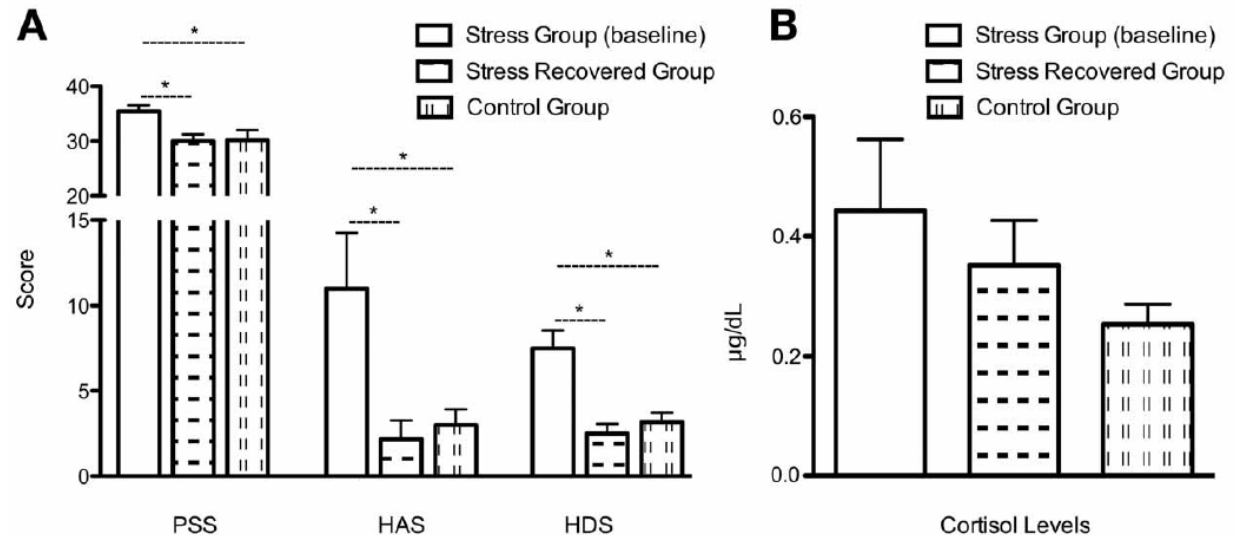 A
Stress Group (baseline)
Stress Recovered Group
Control Group
*
*
*
*
*
*
40
30
20
15
10
5
0
Score
PSS
HAS
HDS
B
Stress Group (baseline)
Stress Recovered Group
Control Group
0.6
0.4
0.2
0.0
µg/dL
Cortisol Levels